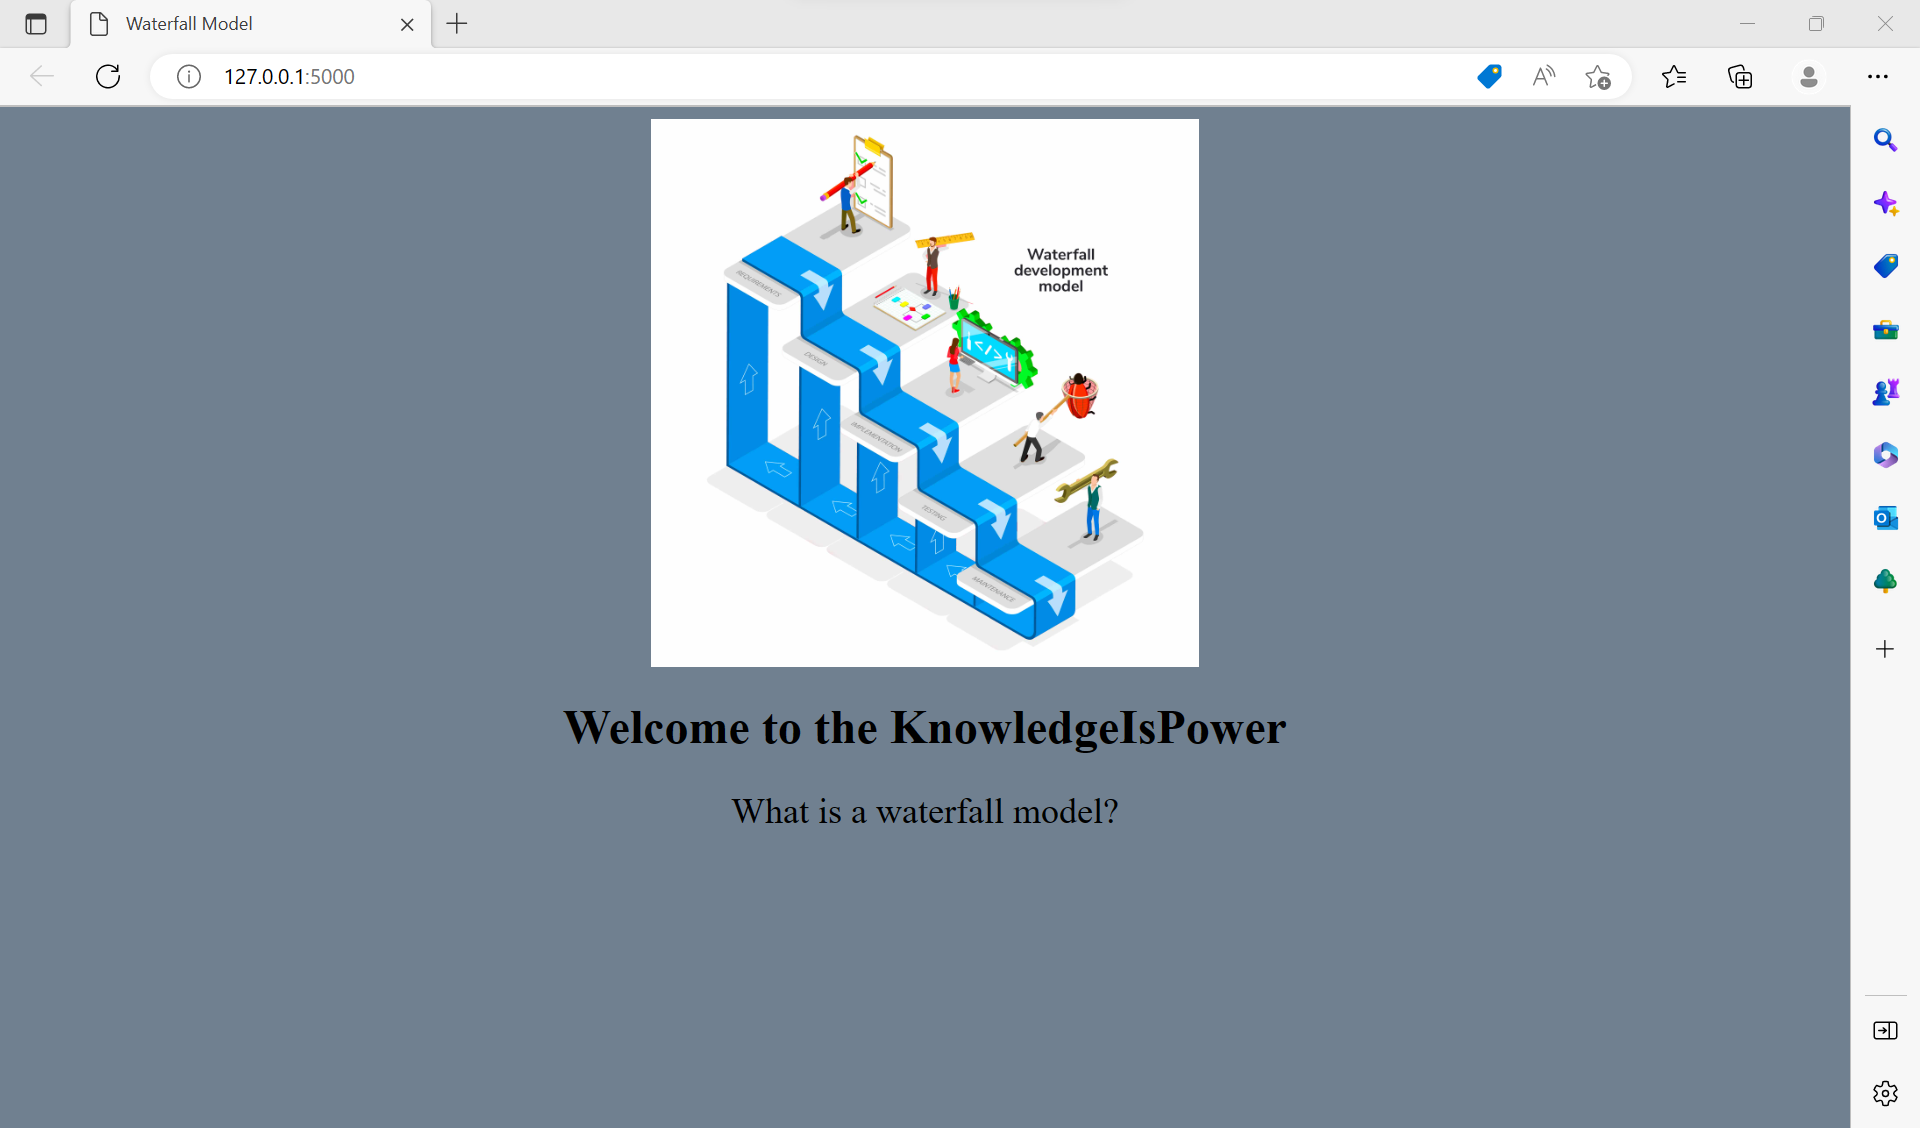 Waterfall Model
127.0.0.1:5000
Waterfall
development
model
REQUIREMENTS
DESIGN
IMPLEMENTATION
TESTING
MAINTENANCE
Welcome to the KnowledgeIsPower
What is a waterfall model?